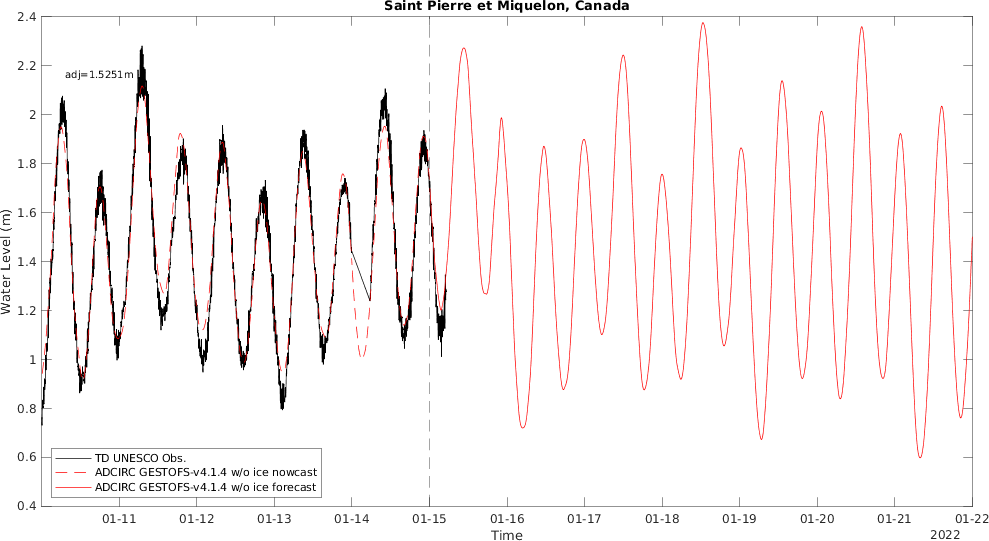 Saint Pierre et Miquelon, Canada
2.4
2.2
2
1.8
1.6
1.4
1.2
1
0.8
0.6
0.4
Water Level (m)
adj=1.5251m
TD UNESCO Obs.
ADCIRC GESTOFS-v4.1.4 w/o ice nowcast
ADCIRC GESTOFS-v4.1.4 w/o ice forecast
01-11 01-12 01-13 01-14 01-15 01-16 01-17 01-18 01-19 01-20 01-21 01-22
Time
2022